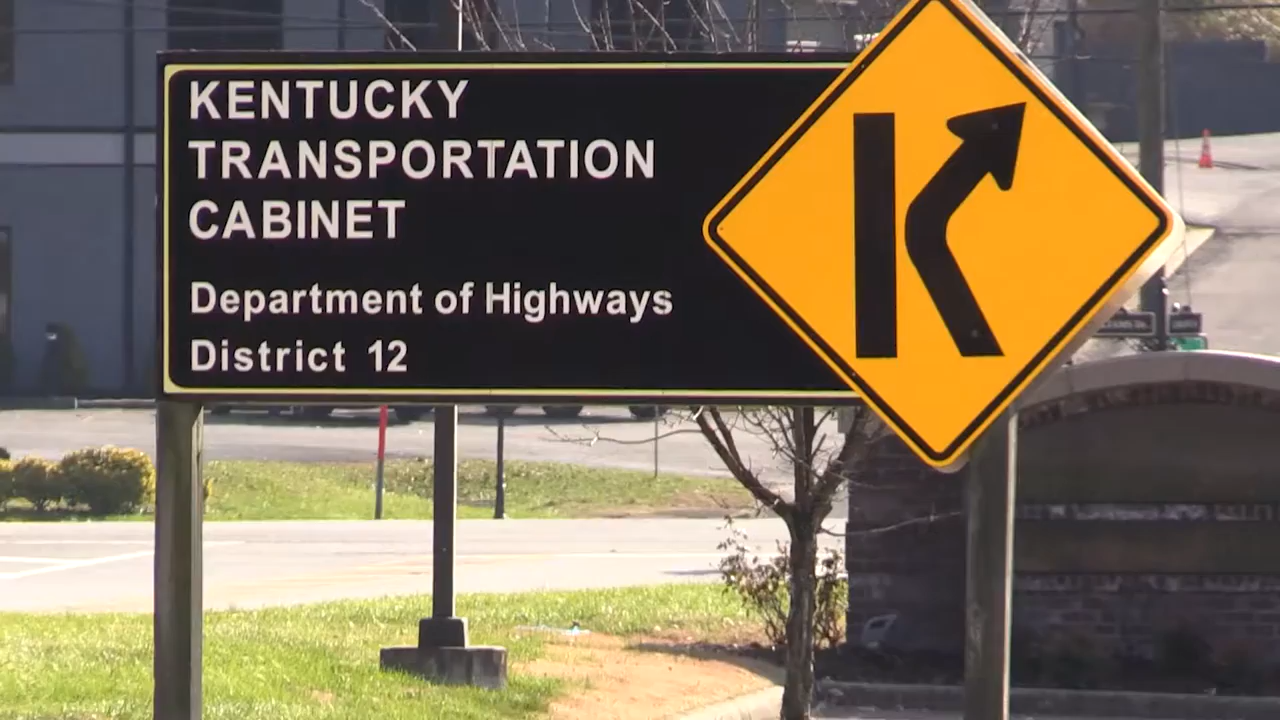 KENTUCKY
TRANSPORTATION
CABINET
Department of Highways
District 12